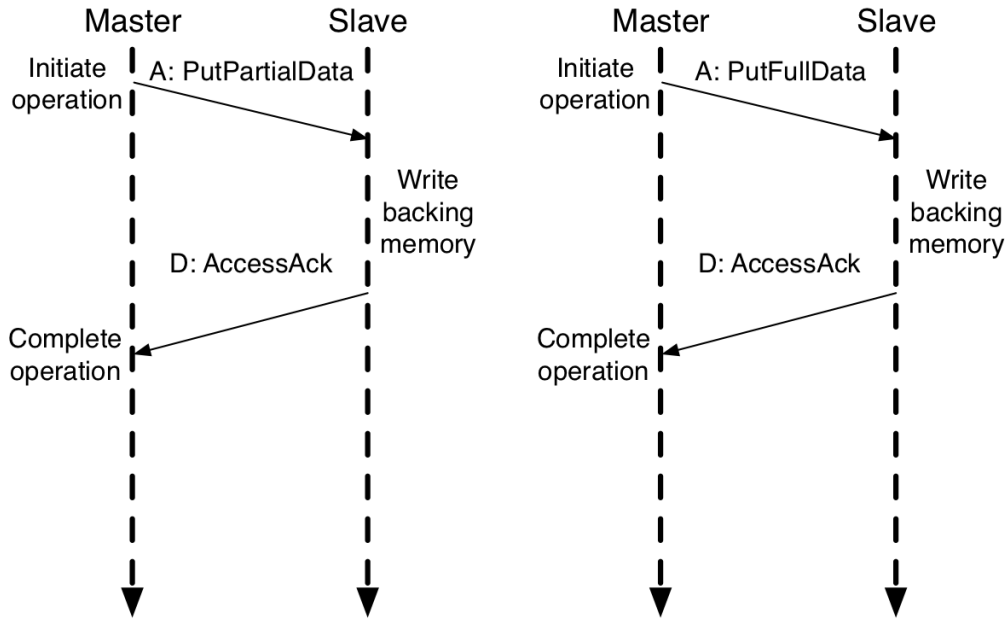 Master
Slave
Initiate
operation
A: PutPartialData
Write
backing
memory
D: AccessAck
Complete
operation
Master
Slave
Initiate
operation
A: PutFullData
Write
backing
memory
D: AccessAck
Complete
operation